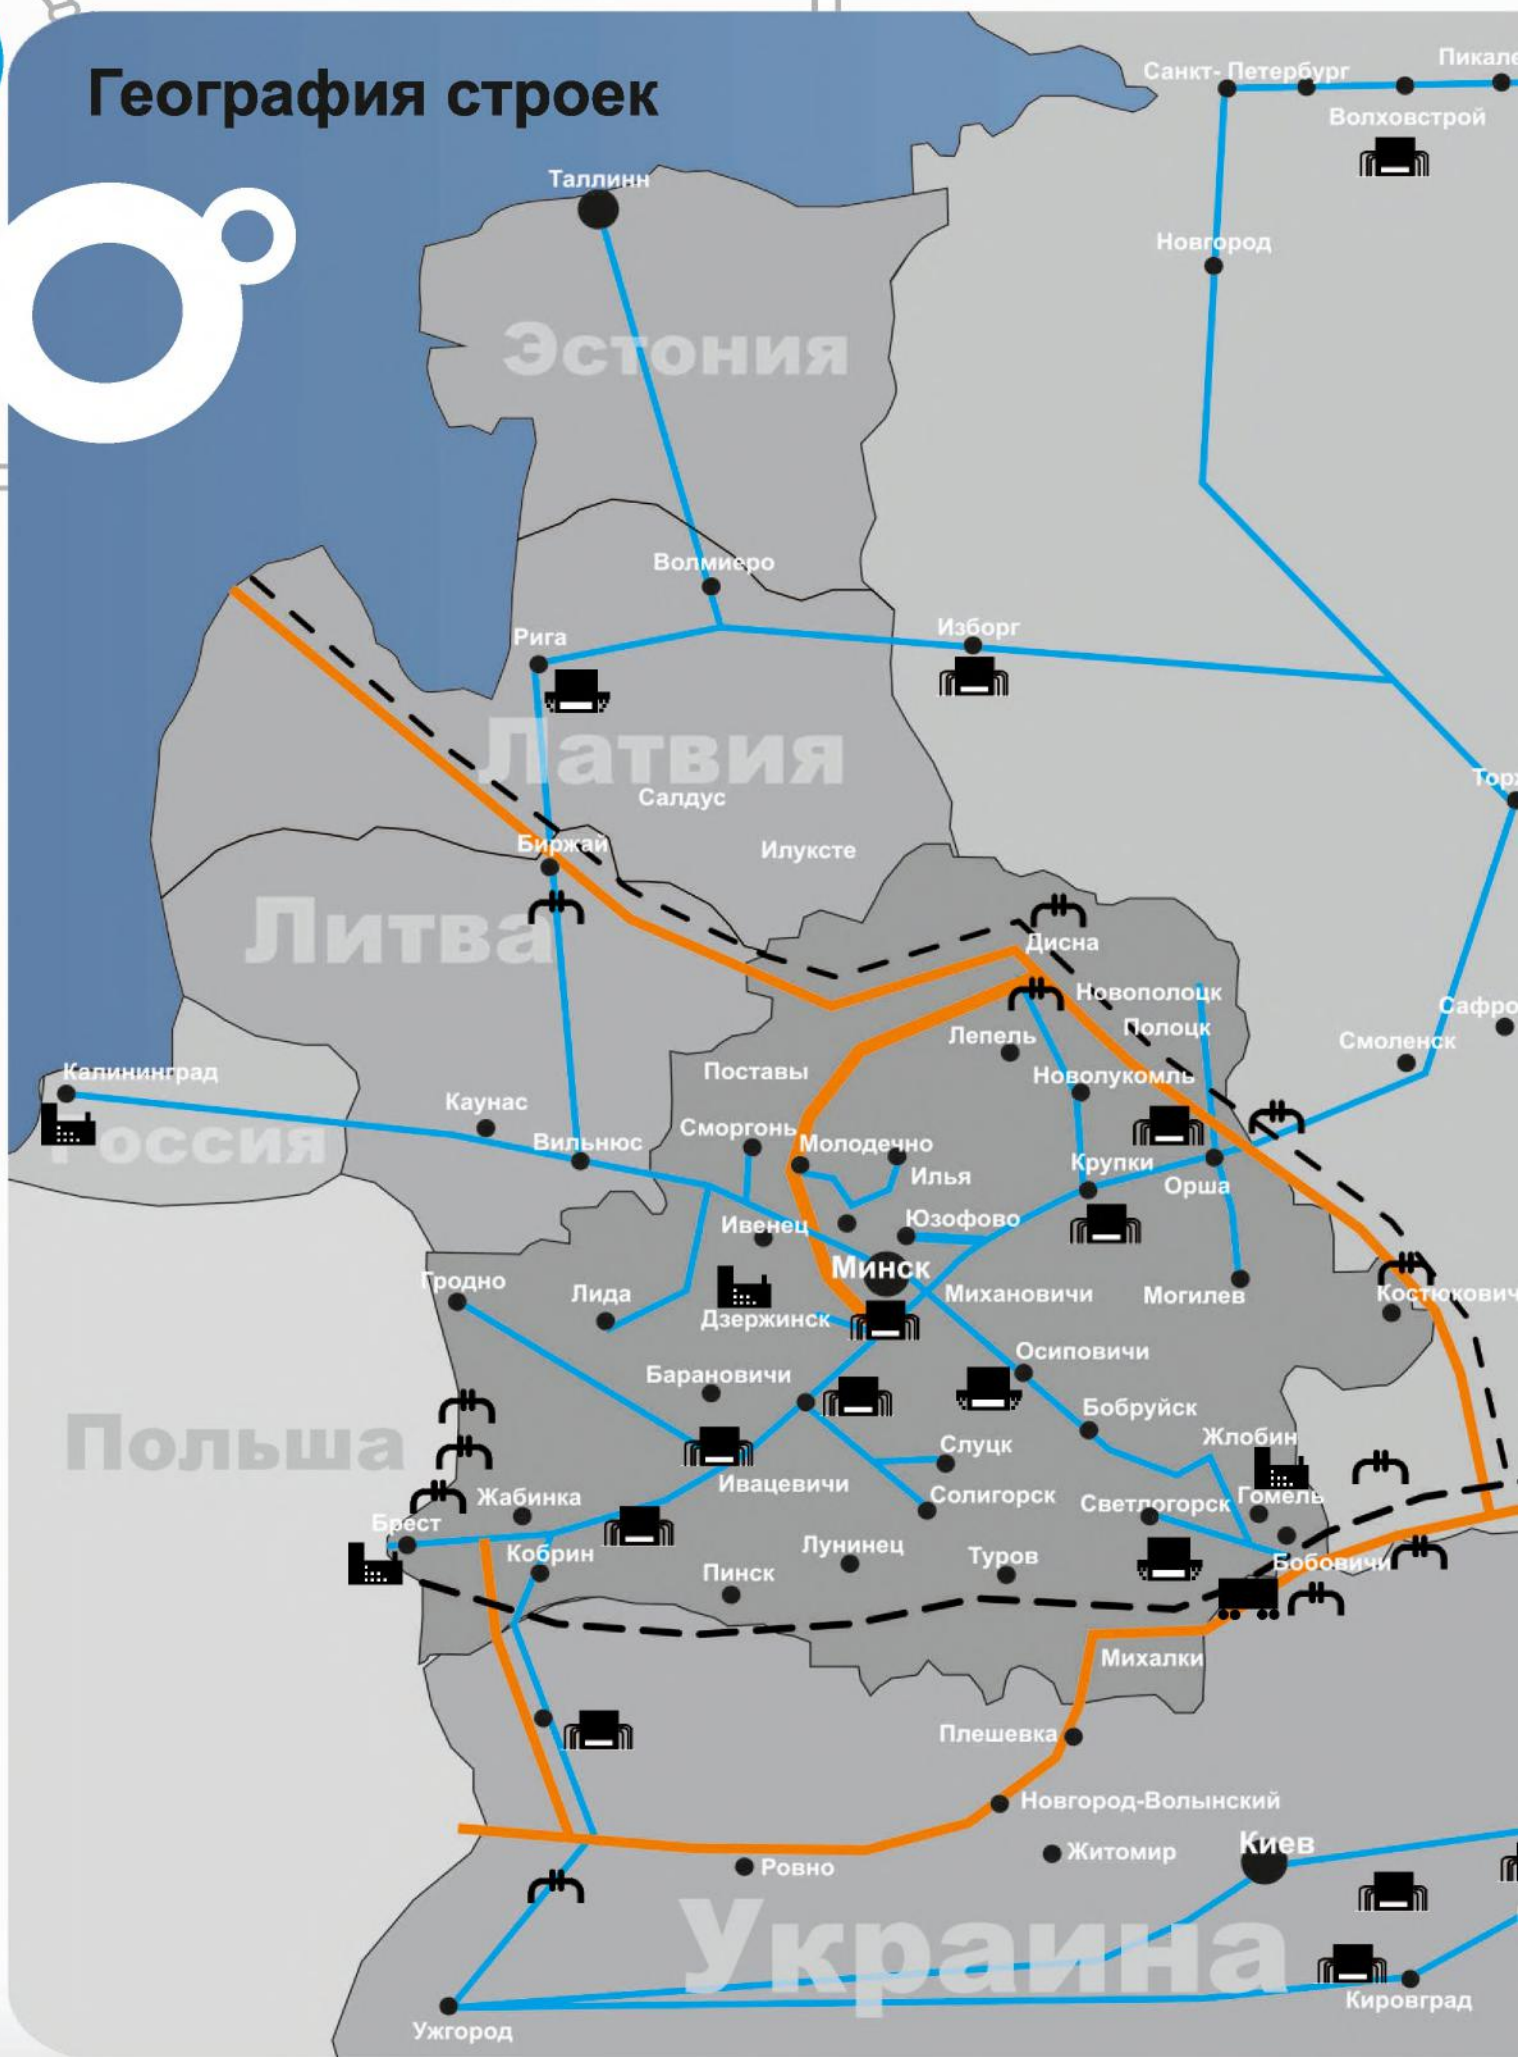 География строек
Санкт-Петербург
Пикале
Волховстрой
Таллинн
Новгород
Эстония
Волмиеро
Рига
Изборг
Латвия
Торж
Салдус
Биржай
Илуксте
Литва
Дисна
Новополоцк
Сафро
Полоцк
Лепель
Смоленск
Калининград
Поставы
Новолукомль
Каунас
Сморгонь
Россия
Вильнюс
Молодечно
Крупки
Илья
Орша
Ивенец
Юзофово
Минск
Гродно
Лида
Михановичи
Могилев
Костюкович
Дзержинск
Осиповичи
Барановичи
Бобруйск
Польша
Слуцк
Жлобин
Ивацевичи
Жабинка
Солигорск
Светлогорск
Гомель
Брест
Кобрин
Лунинец
Туров
Бобовичи
Пинск
Михалки
Плешевка
Новгород-Волынский
Киев
Житомир
Ровно
Украина
Кировград
Ужгород